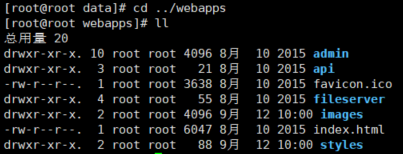 [root@root data]# cd ../webapps
[root@root webapps]# ll
总用量 20
drwxr-xr-x. 10 root root 4096 8月  10 2015 admin
drwxr-xr-x.  3 root root   21 8月  10 2015 api
-rw-r--r--.  1 root root 3638 8月  10 2015 favicon.ico
drwxr-xr-x.  4 root root   55 8月  10 2015 fileserver
drwxr-xr-x.  2 root root 4096 9月  12 10:00 images
-rw-r--r--.  1 root root 6047 8月  10 2015 index.html
drwxr-xr-x.  2 root root   88 9月  12 10:00 styles